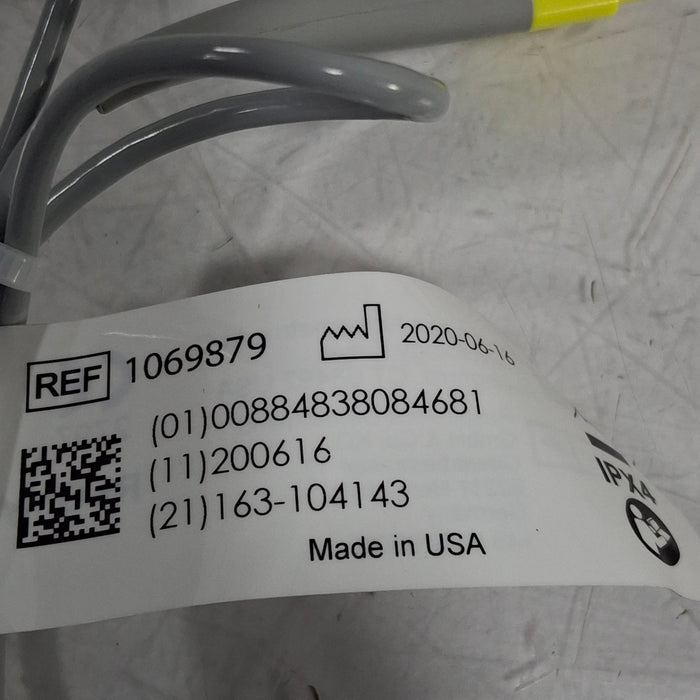 REF 1069879 2020-06-16
(01)00884838084681
(11)200616
(21)163-104143
IPX4
Made in USA